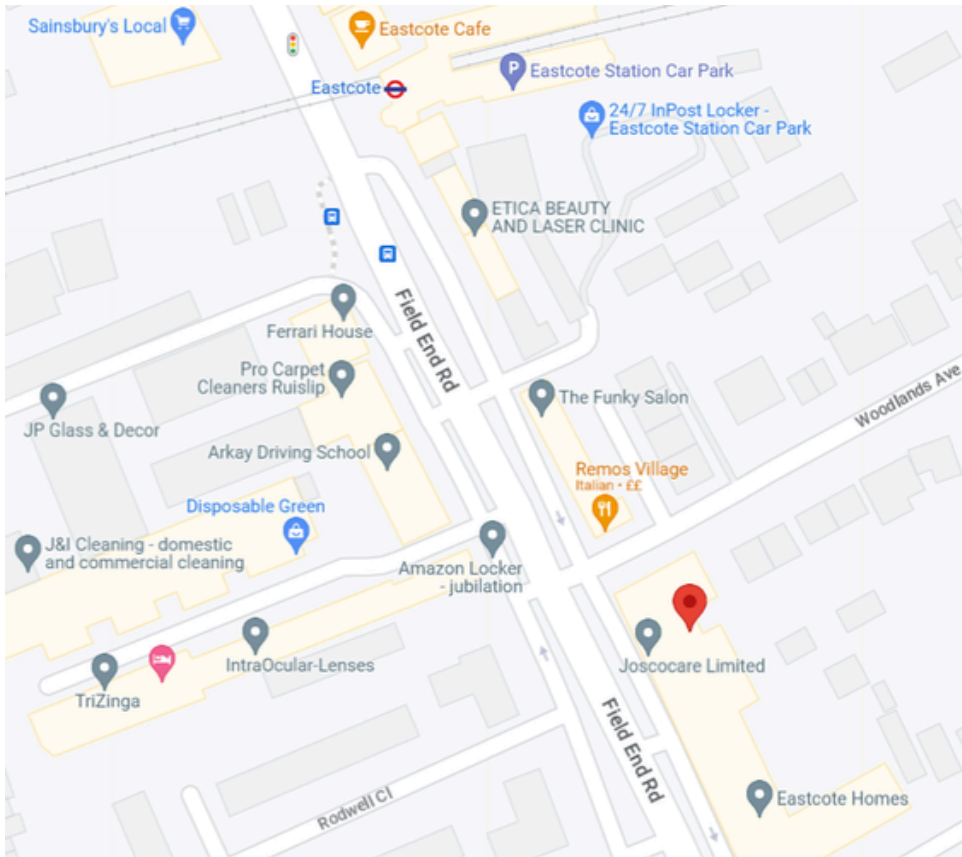 Sainsbury's Local
Eastcote Cafe
Eastcote
P
Eastcote Station Car Park
24/7 InPost Locker -
Eastcote Station Car Park
ETICA BEAUTY
AND LASER CLINIC
Field End Rd
Ferrari House
Pro Carpet
Cleaners Ruislip
The Funky Salon
Woodlands Ave
JP Glass & Decor
Arkay Driving School
Remos Village
Italian • ££
Disposable Green
J&I Cleaning - domestic
and commercial cleaning
Amazon Locker
- jubilation
IntraOcular-Lenses
Joscocare Limited
TriZinga
Field End Rd
Rodwell Cl
Eastcote Homes